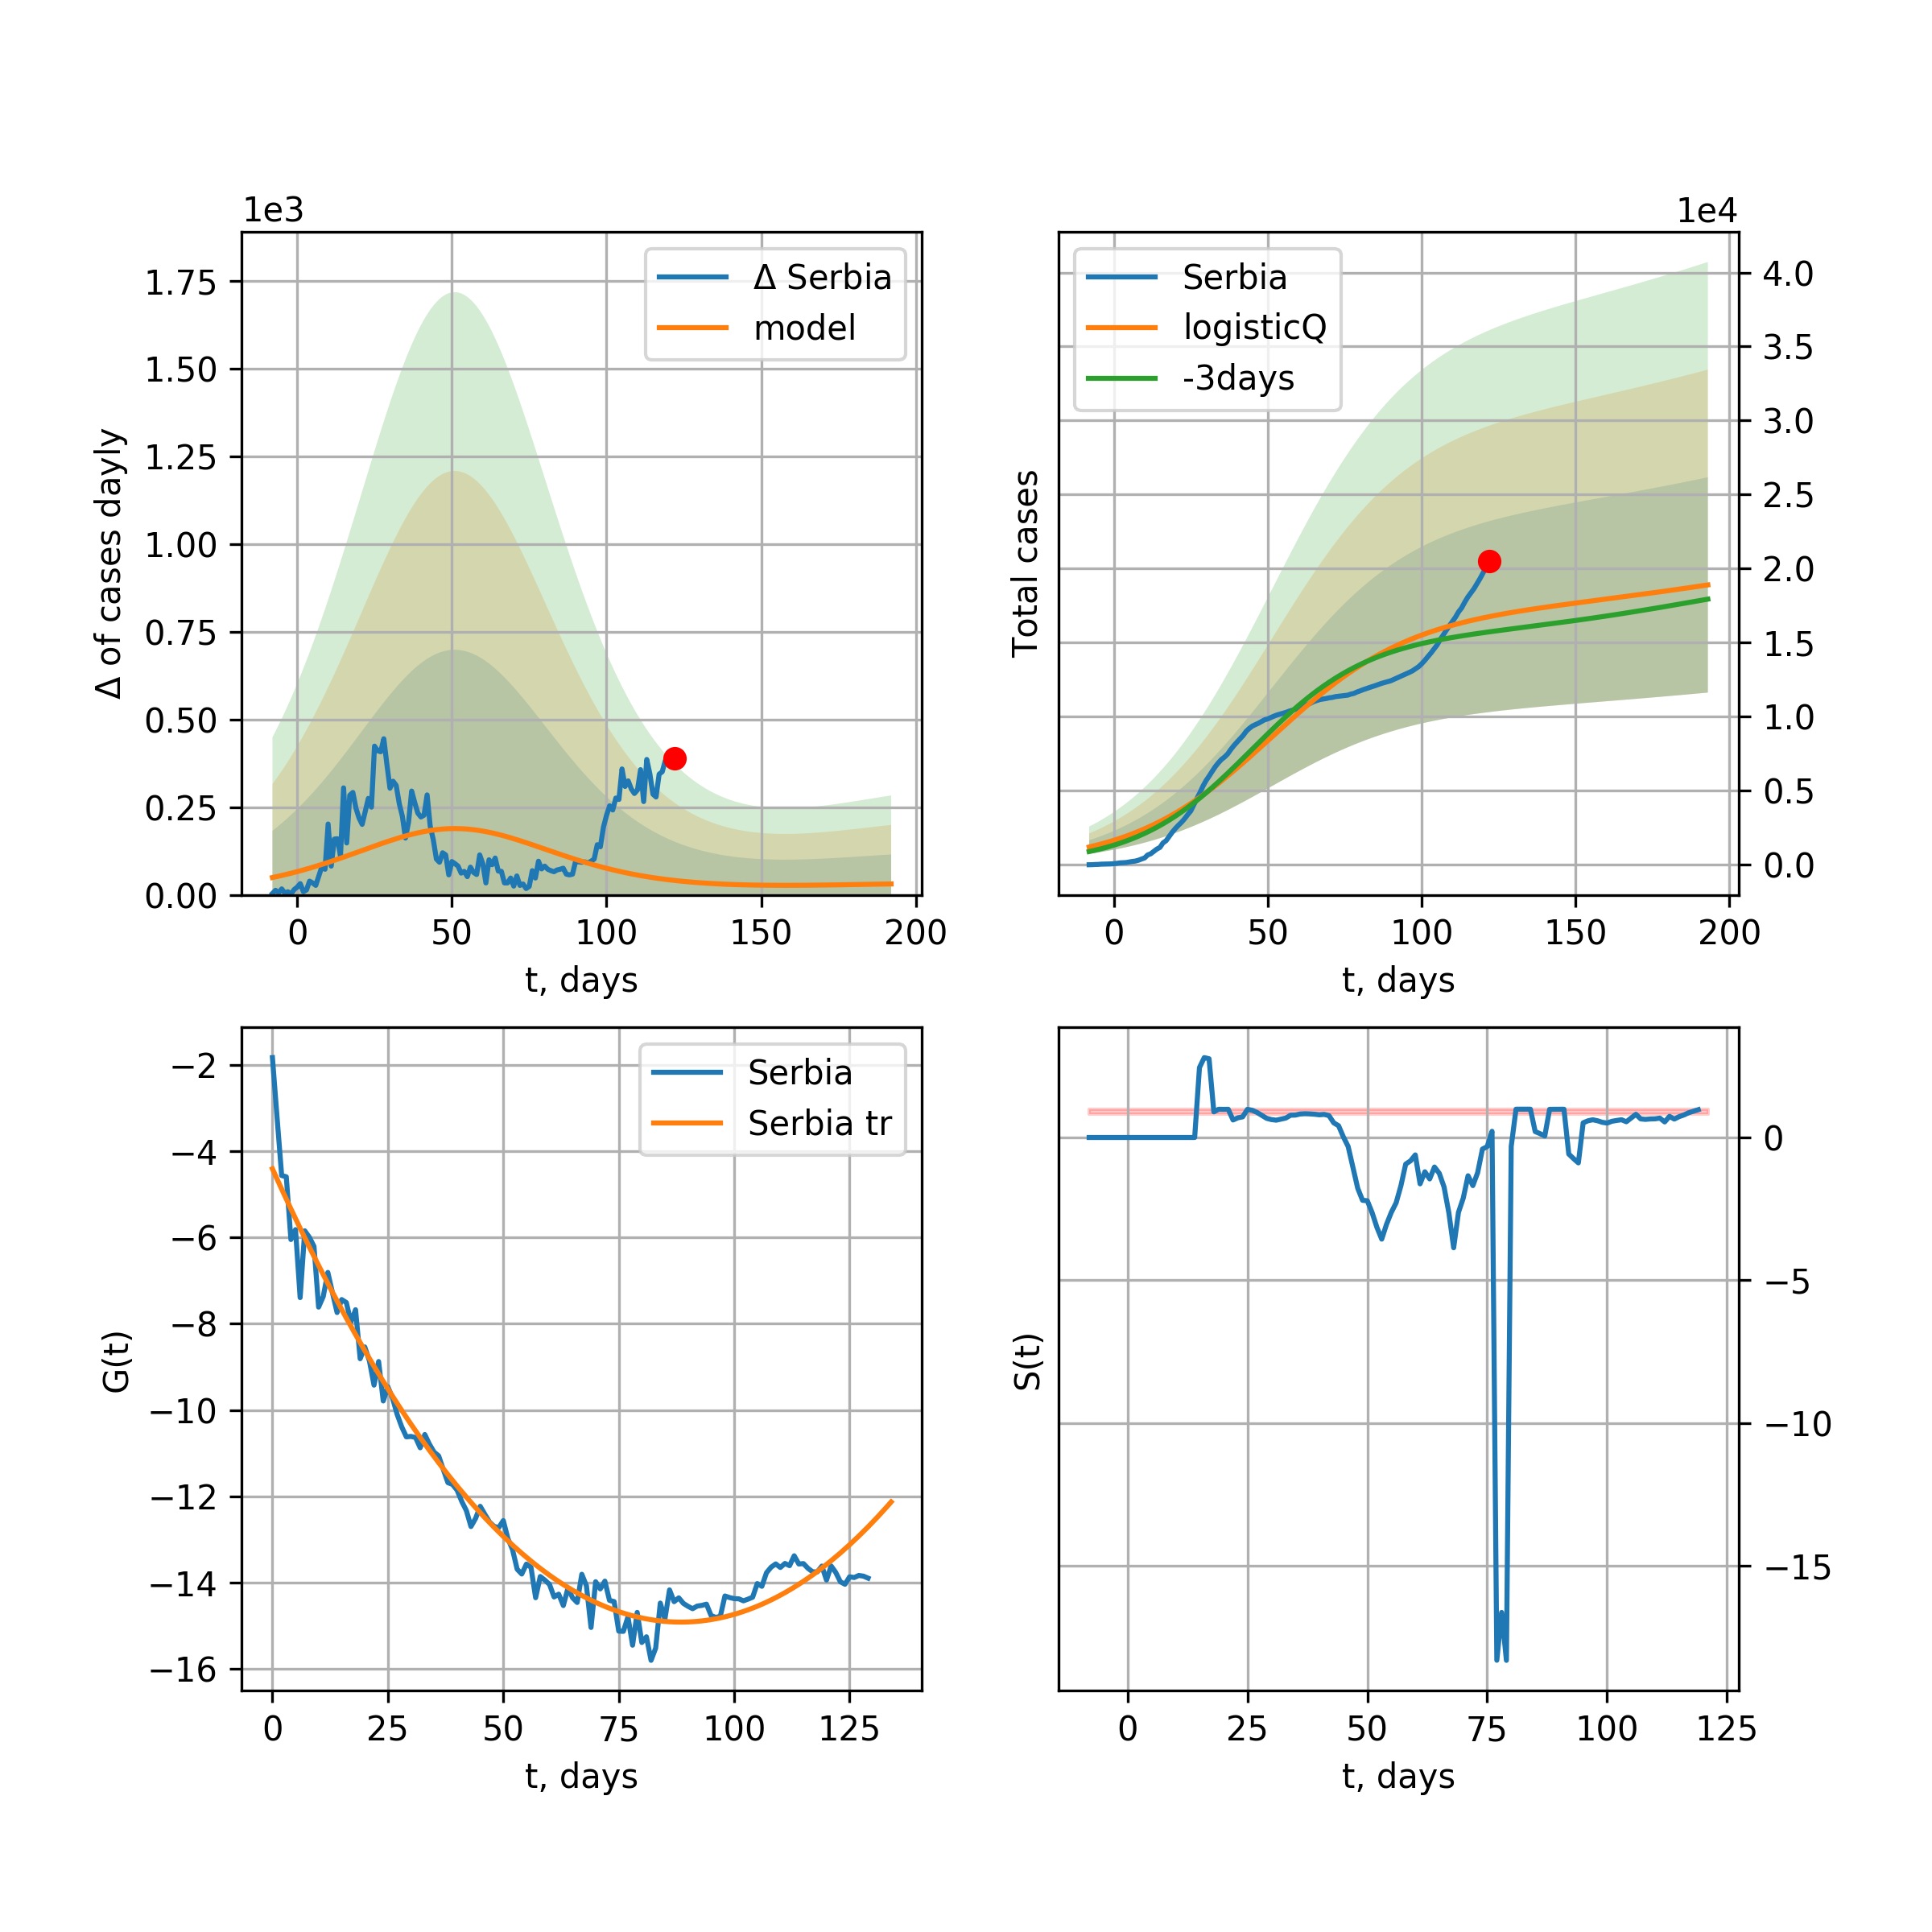 1e3
Δ of cases dayly
1.75
1.50
1.25
1.00
0.75
0.50
0.25
0.00
Δ Serbia
model
0 50 100 150 200
t, days
1e4
Total cases
Serbia
logisticQ
-3days
4.0
3.5
3.0
2.5
2.0
1.5
1.0
0.5
0.0
0 50 100 150 200
t, days
G(t)
−2
−4
−6
−8
−10
−12
−14
−16
Serbia
Serbia tr
0 25 50 75 100 125
t, days
S(t)
0
−5
−10
−15
0 25 50 75 100 125
t, days